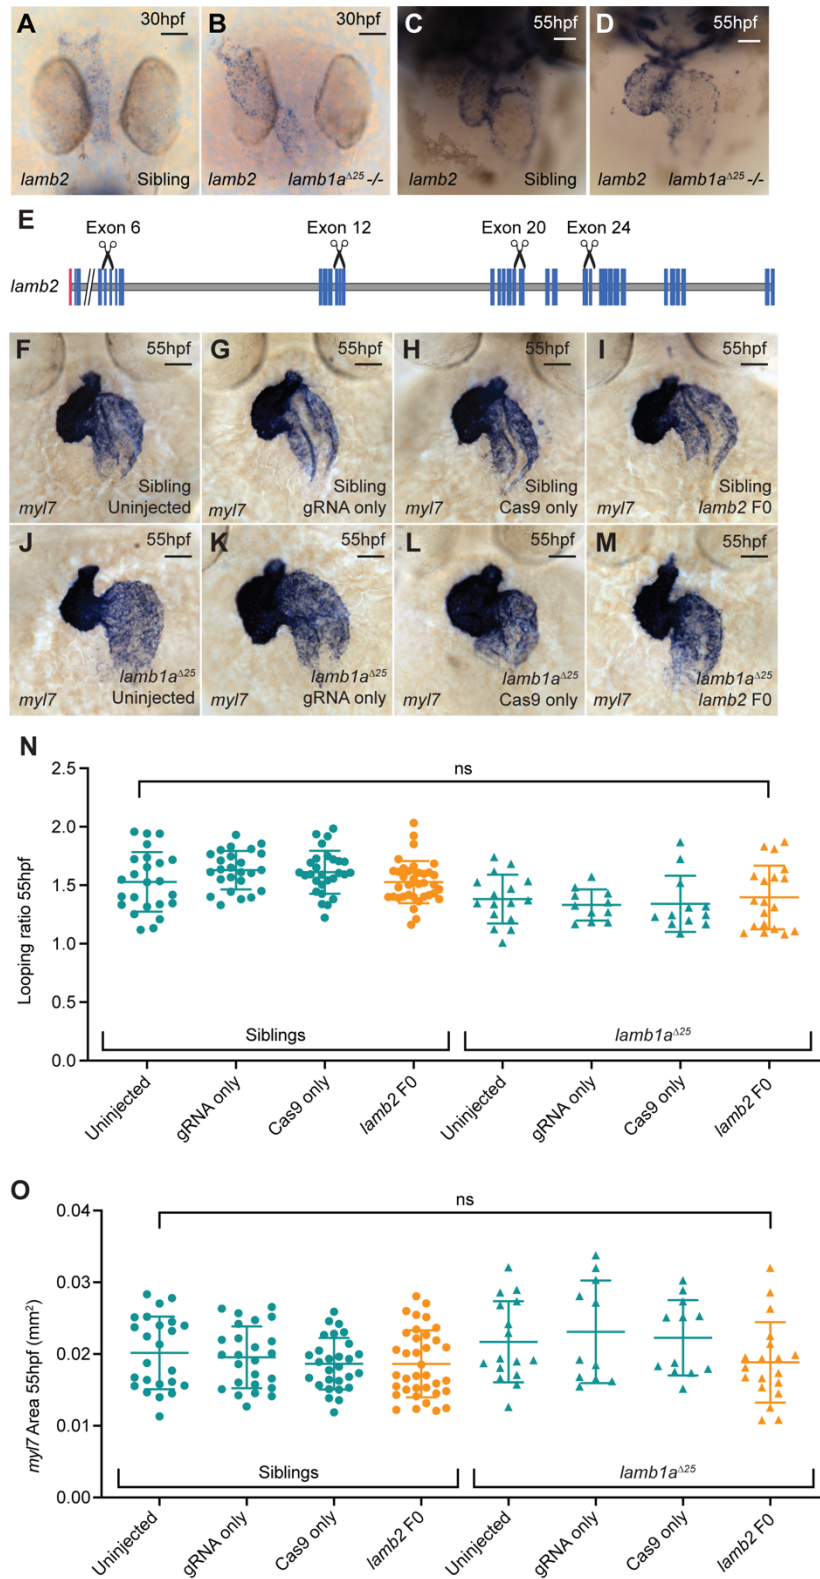 A 30hpf
lamb2 Sibling
B 30hpf
lamb2 lamb1aΔ25 -/-
C 55hpf
lamb2 Sibling
D 55hpf
lamb2 lamb1aΔ25 -/-
E
Exon 6 Exon 12 Exon 20 Exon 24
lamb2
F 55hpf
Sibling
myl7 Uninjected
G 55hpf
Sibling
myl7 gRNA only
H 55hpf
Sibling
myl7 Cas9 only
I 55hpf
Sibling
myl7 lamb2 F0
J 55hpf
lamb1aΔ25
myl7 Uninjected
K 55hpf
lamb1aΔ25
myl7 gRNA only
L 55hpf
lamb1aΔ25
myl7 Cas9 only
M 55hpf
lamb1aΔ25
myl7 lamb2 F0
N
Looping ratio 55hpf
2.5
2.0
1.5
1.0
0.5
0.0
ns
Siblings lamb1aΔ25
Uninjected
gRNA only
Cas9 only
lamb2 F0
Uninjected
gRNA only
Cas9 only
lamb2 F0
O
myl7 Area 55hpf (mm²)
0.04
0.03
0.02
0.01
0.00
ns
Siblings lamb1aΔ25
Uninjected
gRNA only
Cas9 only
lamb2 F0
Uninjected
gRNA only
Cas9 only
lamb2 F0